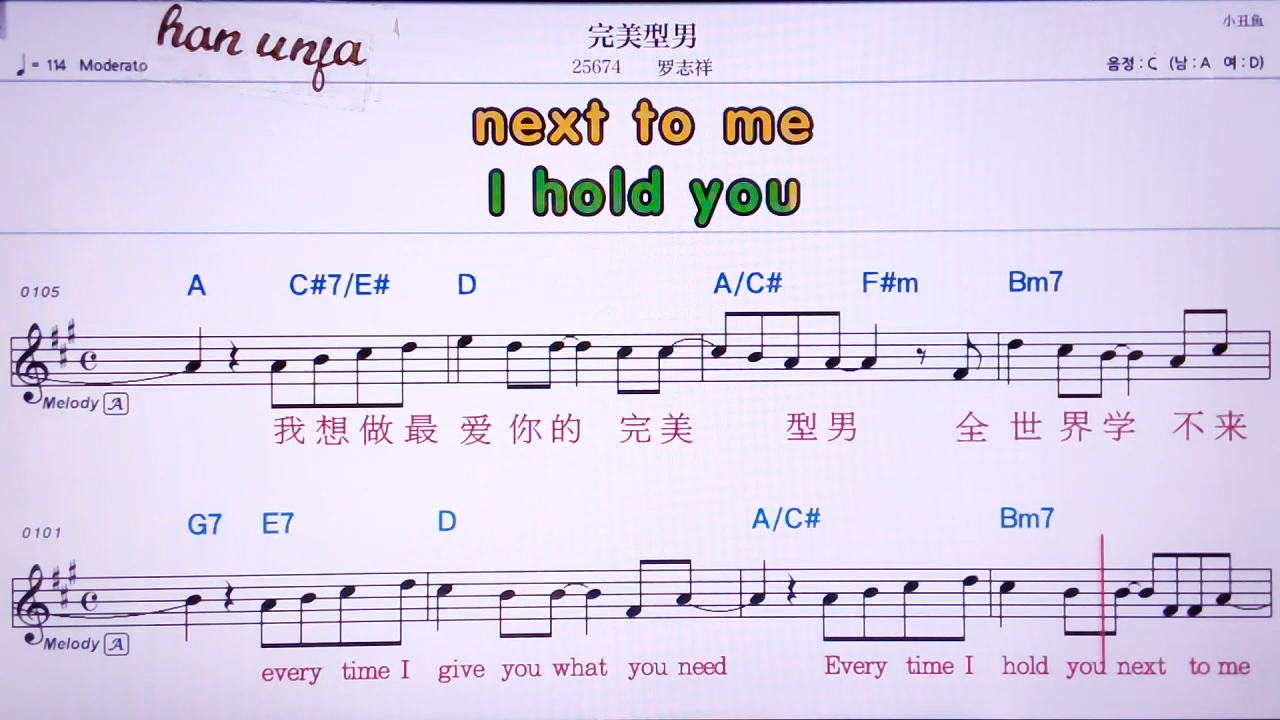 han unfa
完美型男
小丑鱼
♩= 114 Moderato
25674 罗志祥
음정 : C (남 : A 여 : D)
next to me
I hold you
0105
A C#7/E# D A/C# F#m Bm7
Melody A
我想做最爱你的完美型男 全世界学不来
0101
G7 E7 D A/C# Bm7
Melody A
every time I give you what you need Every time I hold you next to me